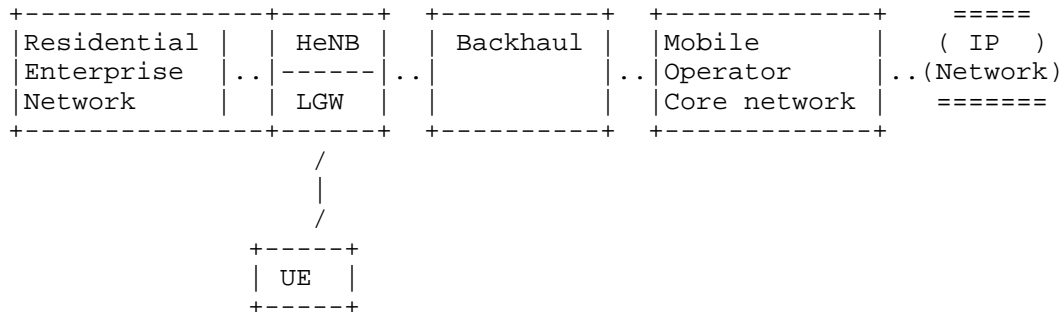 Residential HeNB Backhaul Mobile ( IP )
Enterprise .. ------ .. .. Operator ..(Network)
Network LGW Core network
UE